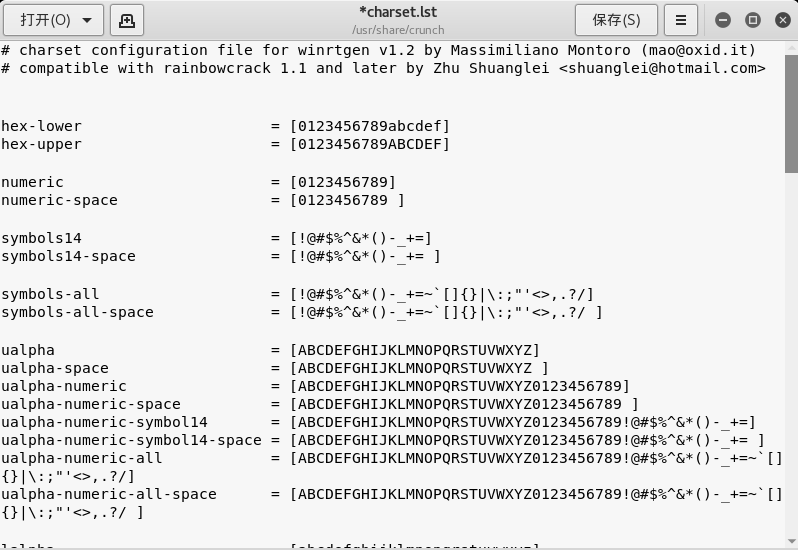 打开(O)
*charset.lst
/usr/share/crunch
保存(S)
# charset configuration file for winrtgen v1.2 by Massimiliano Montoro (mao@oxid.it)
# compatible with rainbowcrack 1.1 and later by Zhu Shuanglei <shuanglei@hotmail.com>
hex-lower = [0123456789abcdef]
hex-upper = [0123456789ABCDEF]
numeric = [0123456789]
numeric-space = [0123456789 ]
symbols14 = [!@#$%^&*()-_+=]
symbols14-space = [!@#$%^&*()-_+= ]
symbols-all = [!@#$%^&*()-_+=~`[]{}|\:;"'<>,.?/]
symbols-all-space = [!@#$%^&*()-_+=~`[]{}|\:;"'<>,.?/ ]
ualpha = [ABCDEFGHIJKLMNOPQRSTUVWXYZ]
ualpha-space = [ABCDEFGHIJKLMNOPQRSTUVWXYZ ]
ualpha-numeric = [ABCDEFGHIJKLMNOPQRSTUVWXYZ0123456789]
ualpha-numeric-space = [ABCDEFGHIJKLMNOPQRSTUVWXYZ0123456789 ]
ualpha-numeric-symbol14 = [ABCDEFGHIJKLMNOPQRSTUVWXYZ0123456789!@#$%^&*()-_+=]
ualpha-numeric-symbol14-space = [ABCDEFGHIJKLMNOPQRSTUVWXYZ0123456789!@#$%^&*()-_+= ]
ualpha-numeric-all = [ABCDEFGHIJKLMNOPQRSTUVWXYZ0123456789!@#$%^&*()-_+=~`[]
{}|\:;"'<>,.?/]
ualpha-numeric-all-space = [ABCDEFGHIJKLMNOPQRSTUVWXYZ0123456789!@#$%^&*()-_+=~`[]
{}|\:;"'<>,.?/ ]